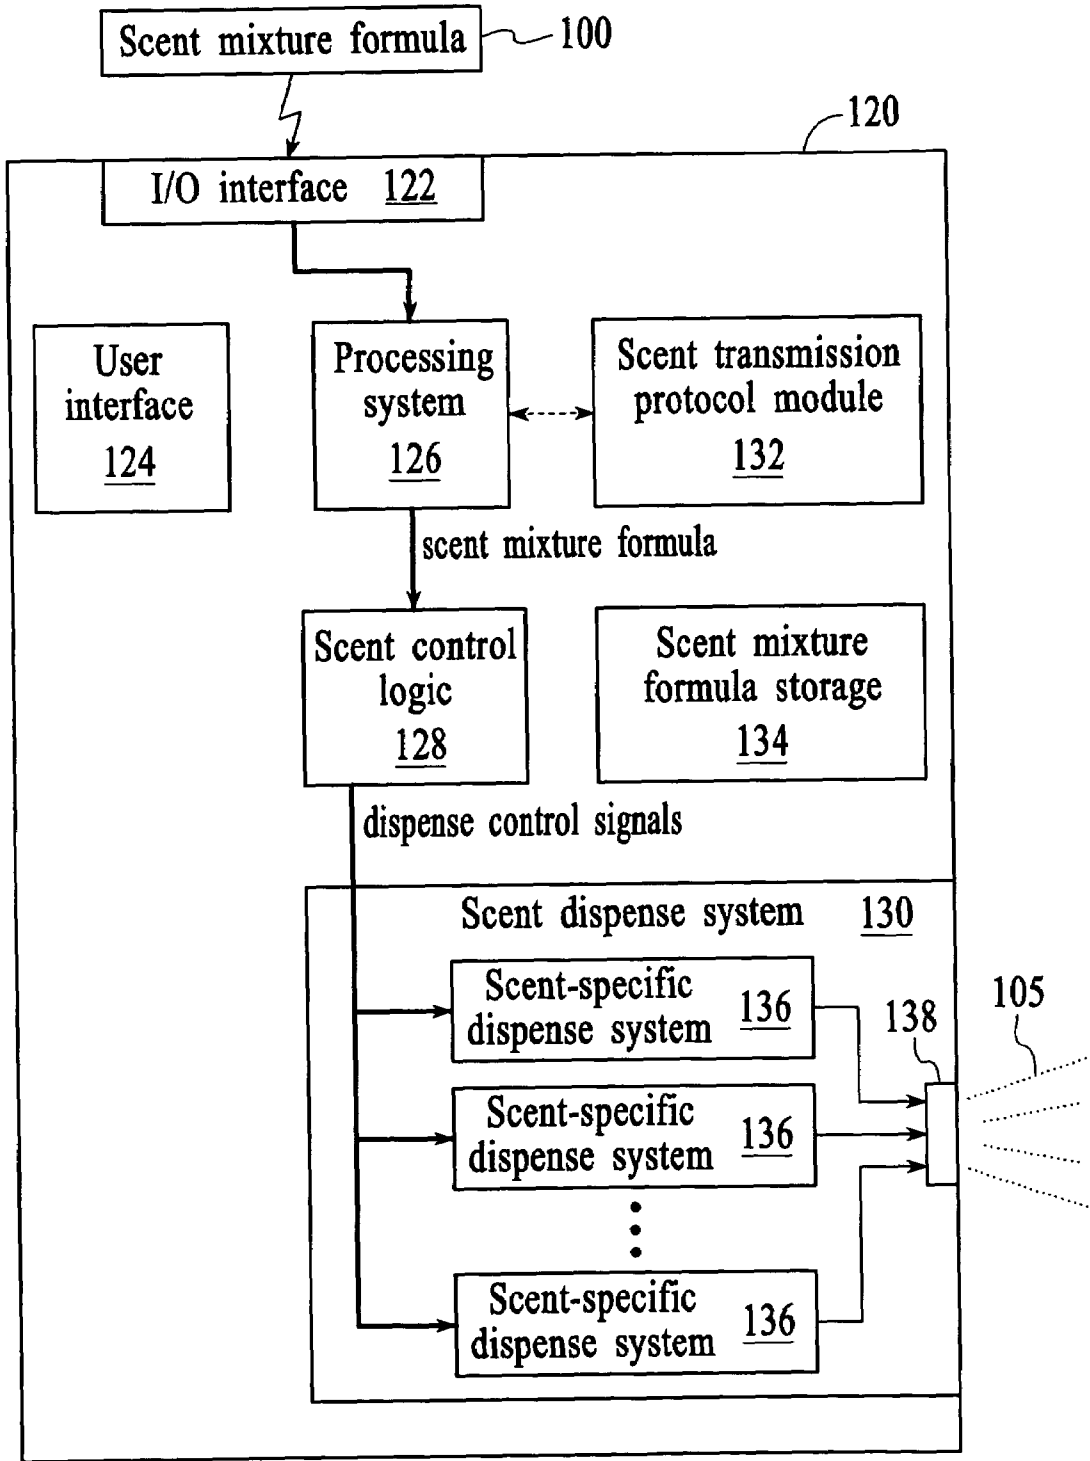 Scent mixture formula
100
120
I/O interface 122
User
interface
124
Processing
system
126
Scent transmission
protocol module
132
scent mixture formula
Scent control
logic
128
Scent mixture
formula storage
134
dispense control signals
Scent dispense system 130
Scent-specific
dispense system 136
138
105
Scent-specific
dispense system 136
Scent-specific
dispense system 136